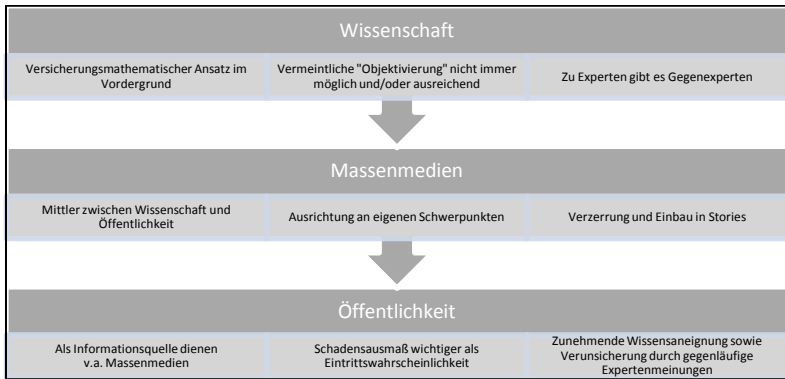 Wissenschaft
Versicherungsmathematischer Ansatz im
Vordergrund
Vermeintliche "Objektivierung" nicht immer
möglich und/oder ausreichend
Zu Experten gibt es Gegenexperten
Massenmedien
Mittler zwischen Wissenschaft und
Öffentlichkeit
Ausrichtung an eigenen Schwerpunkten
Verzerrung und Einbau in Stories
Öffentlichkeit
Als Informationsquelle dienen
v.a. Massenmedien
Schadensausmaß wichtiger als
Eintrittswahrscheinlichkeit
Zunehmende Wissensaneignung sowie
Verunsicherung durch gegenläufige
Expertenmeinungen